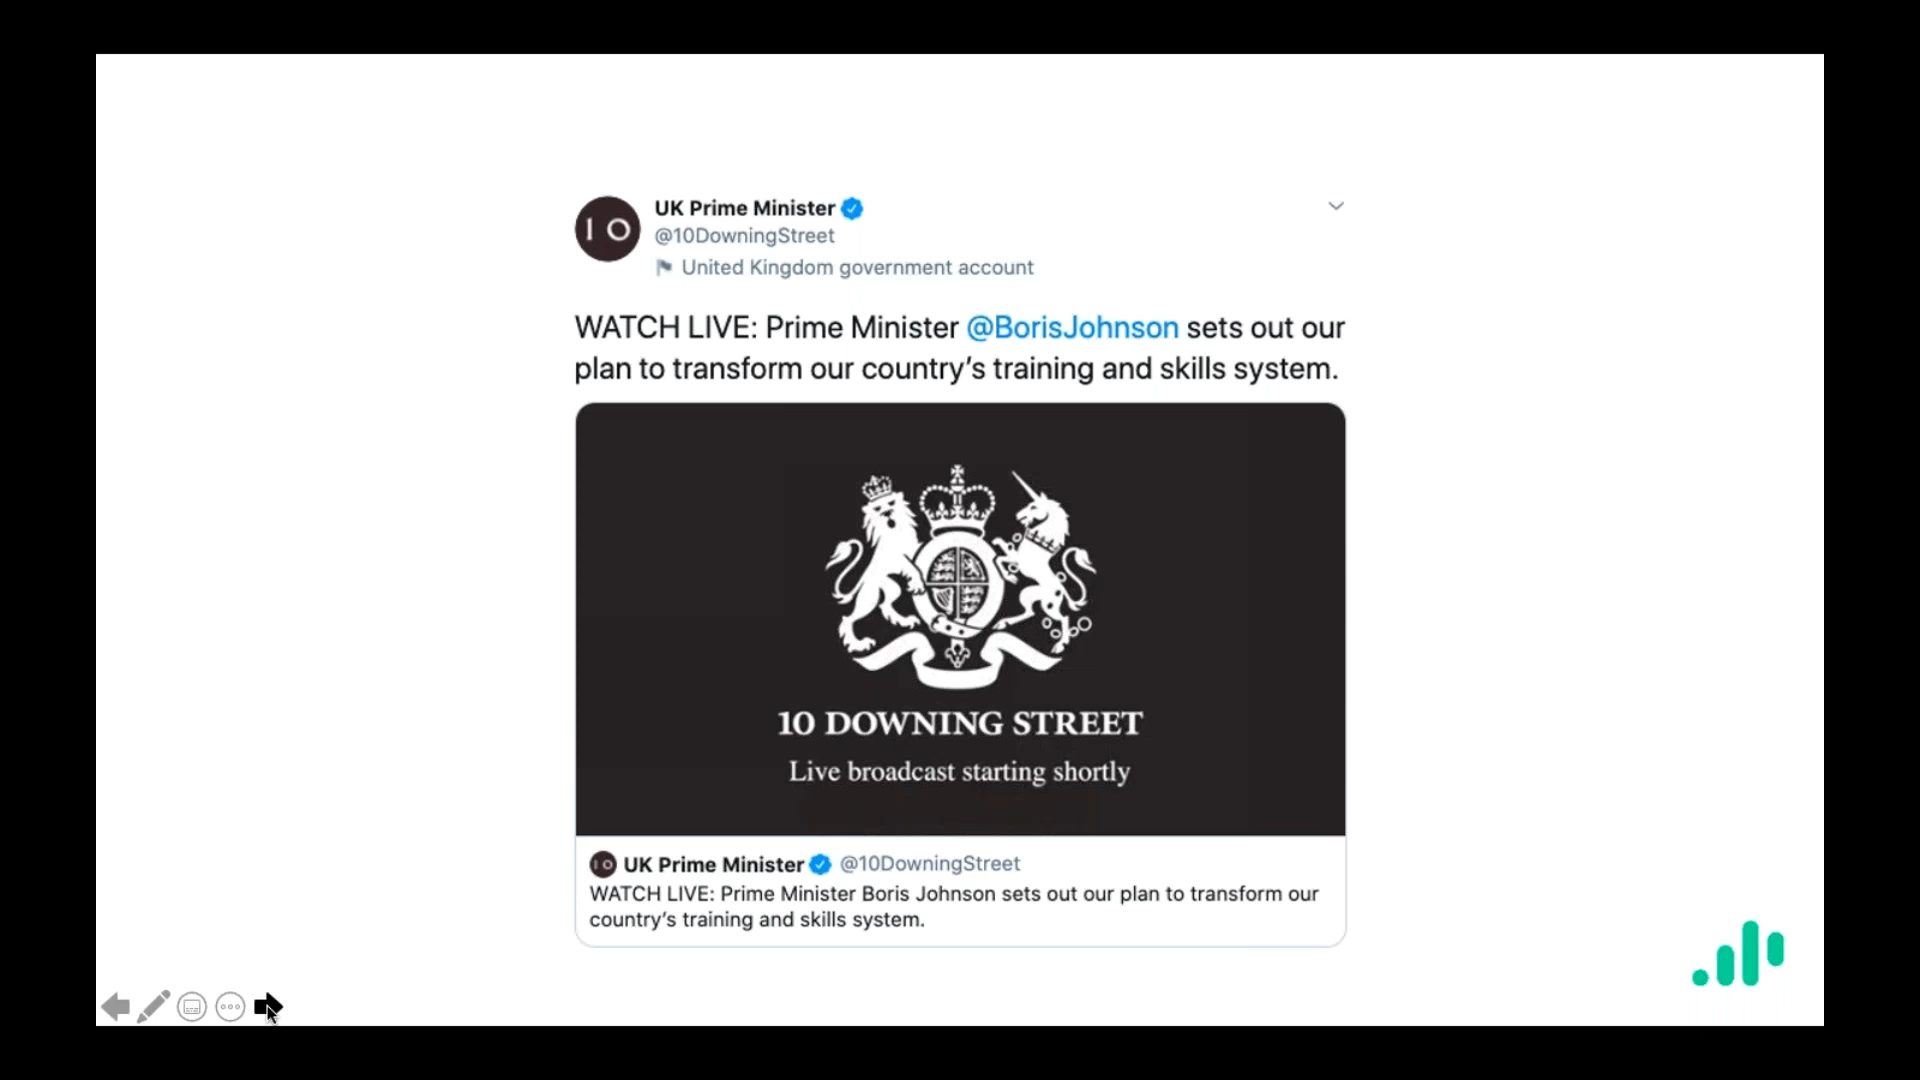 10
UK Prime Minister
@10DowningStreet
United Kingdom government account
WATCH LIVE: Prime Minister @BorisJohnson sets out our
plan to transform our country’s training and skills system.
10 DOWNING STREET
Live broadcast starting shortly
10 UK Prime Minister @10DowningStreet
WATCH LIVE: Prime Minister Boris Johnson sets out our plan to transform our
country’s training and skills system.